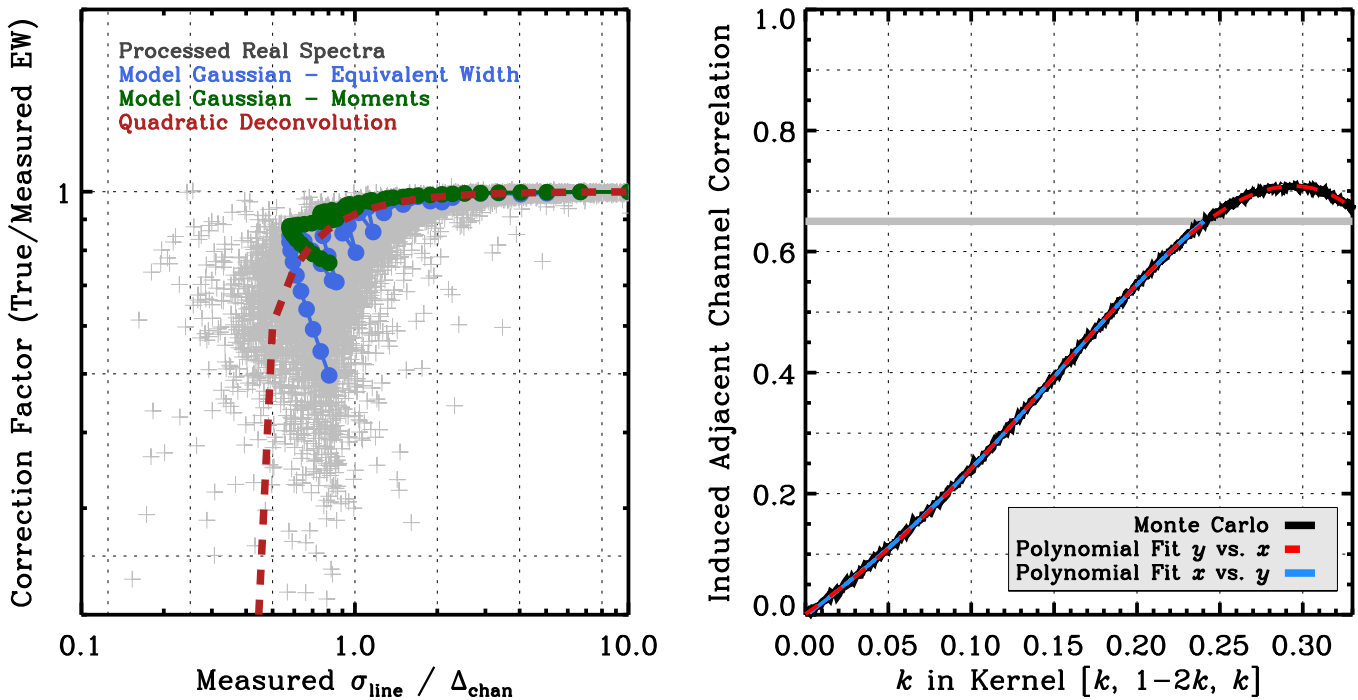 Correction Factor (True/Measured EW)
Processed Real Spectra
Model Gaussian − Equivalent Width
Model Gaussian − Moments
Quadratic Deconvolution
1
0.1
1.0
10.0
Measured σline / Δchan
Induced Adjacent Channel Correlation
1.0
0.8
0.6
0.4
0.2
0.0
Monte Carlo
Polynomial Fit y vs. x
Polynomial Fit x vs. y
0.00
0.05
0.10
0.15
0.20
0.25
0.30
k in Kernel [k, 1−2k, k]